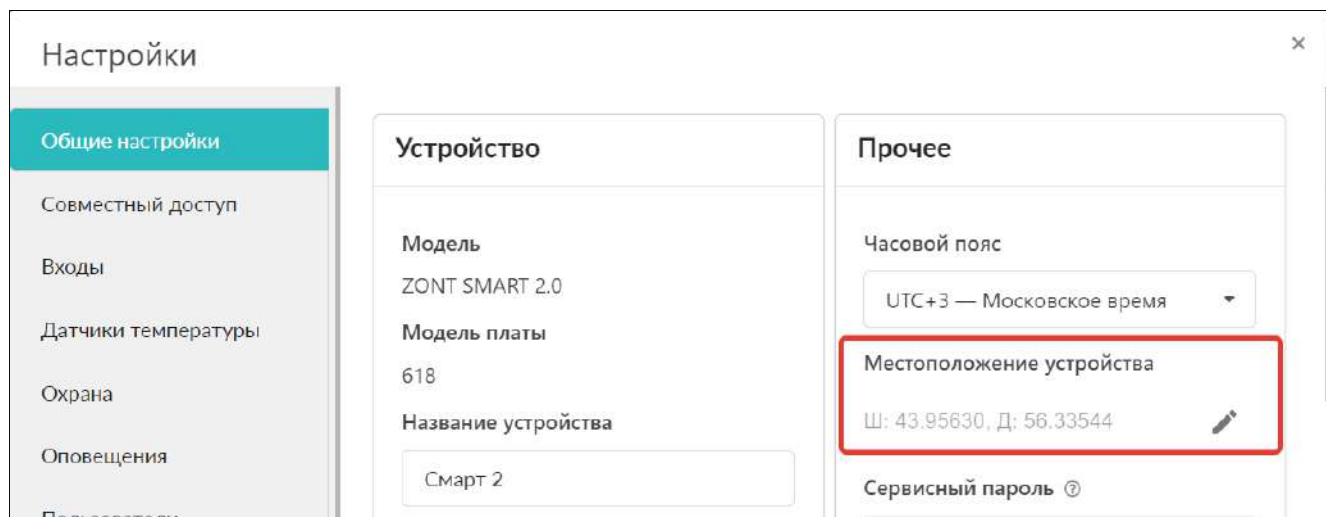 Настройки
×
Общие настройки
Совместный доступ
Входы
Датчики температуры
Охрана
Оповещения
Устройство
Модель
ZONT SMART 2.0
Модель платы
618
Название устройства
Смарт 2
Прочее
Часовой пояс
UTC+3 — Московское время
Местоположение устройства
Ш: 43.95630, Д: 56.33544
Сервисный пароль ?